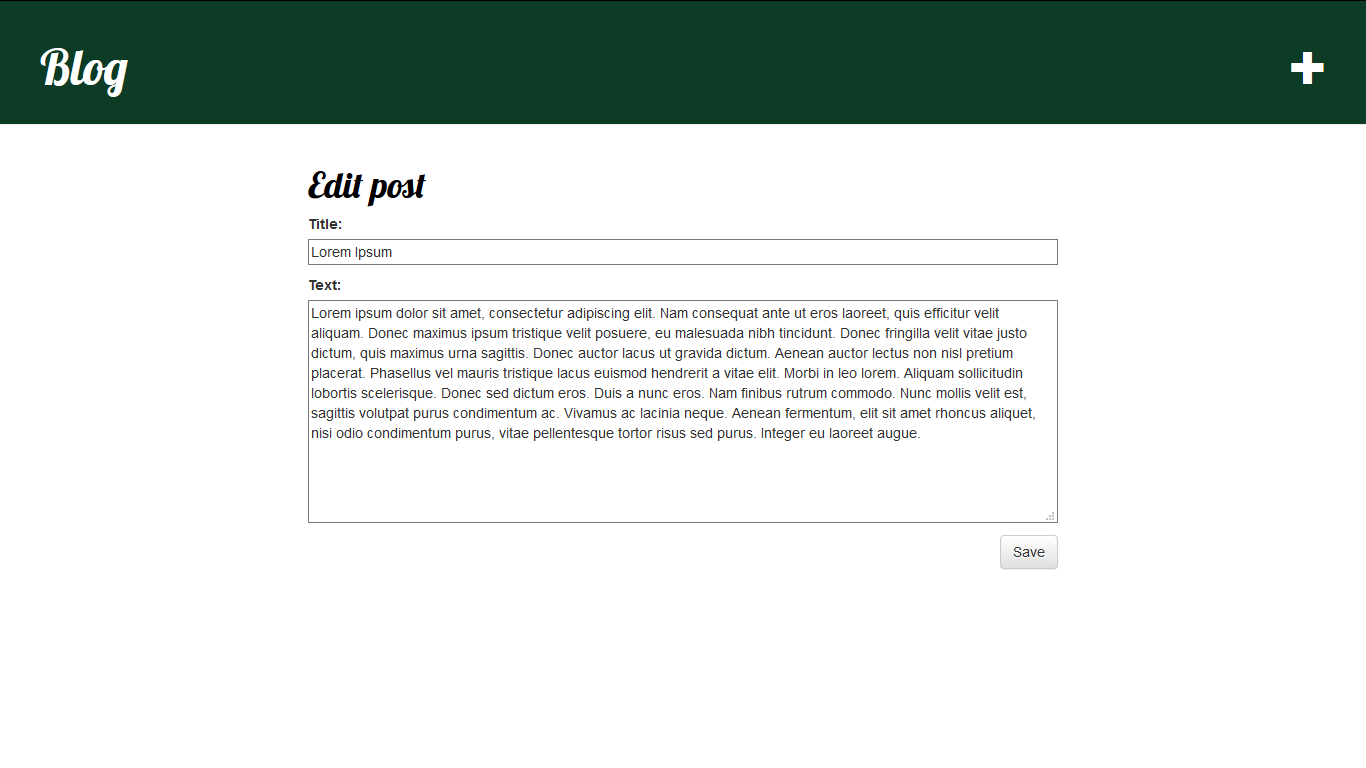 Blog
Edit post
Title:
Lorem Ipsum
Text:
Lorem ipsum dolor sit amet, consectetur adipiscing elit. Nam consequat ante ut eros laoreet, quis efficitur velit
aliquam. Donec maximus ipsum tristique velit posuere, eu malesuada nibh tincidunt. Donec fringilla velit vitae justo
dictum, quis maximus urna sagittis. Donec auctor lacus ut gravida dictum. Aenean auctor lectus non nisl pretium
placerat. Phasellus vel mauris tristique lacus euismod hendrerit a vitae elit. Morbi in leo lorem. Aliquam sollicitudin
lobortis scelerisque. Donec sed dictum eros. Duis a nunc eros. Nam finibus rutrum commodo. Nunc mollis velit est,
sagittis volutpat purus condimentum ac. Vivamus ac lacinia neque. Aenean fermentum, elit sit amet rhoncus aliquet,
nisi odio condimentum purus, vitae pellentesque tortor risus sed purus. Integer eu laoreet augue.
Save